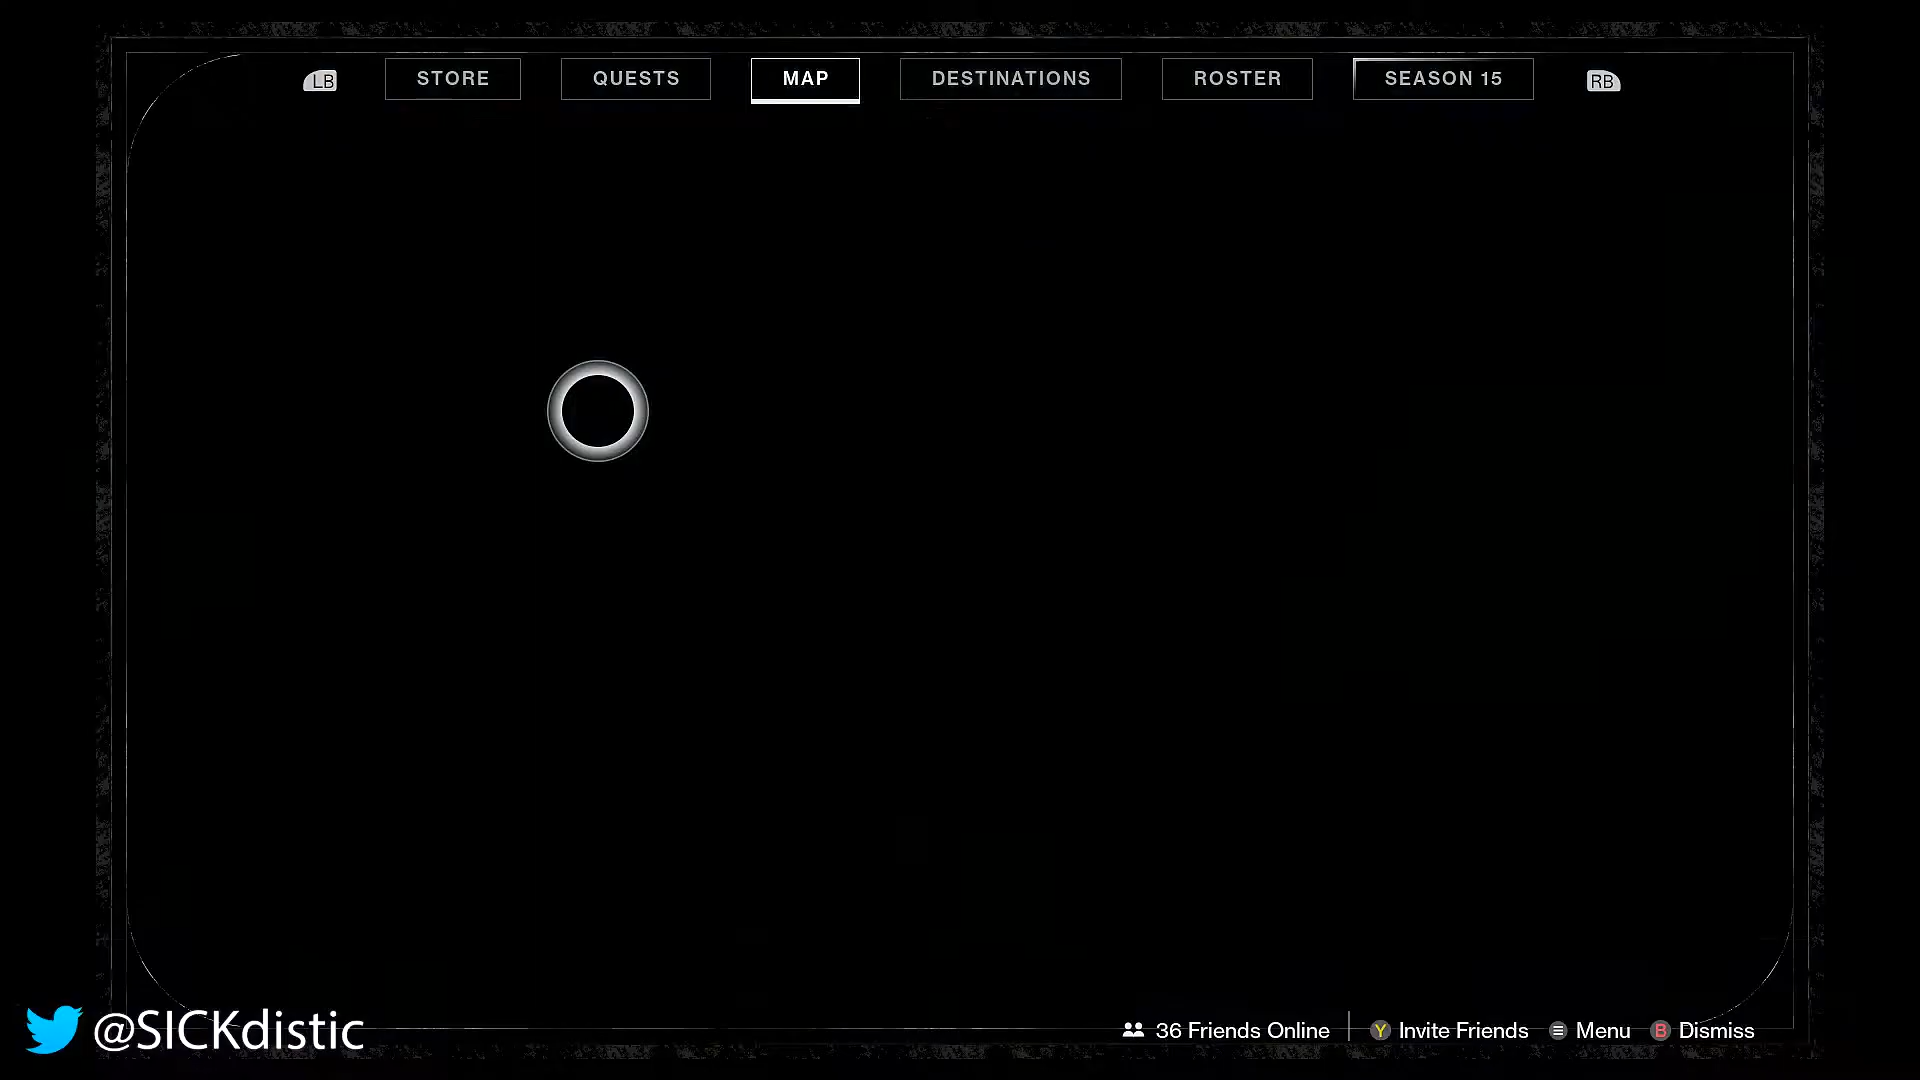 LB STORE QUESTS MAP DESTINATIONS ROSTER SEASON 15 RB
@SICKdistic 36 Friends Online Y Invite Friends Menu B Dismiss